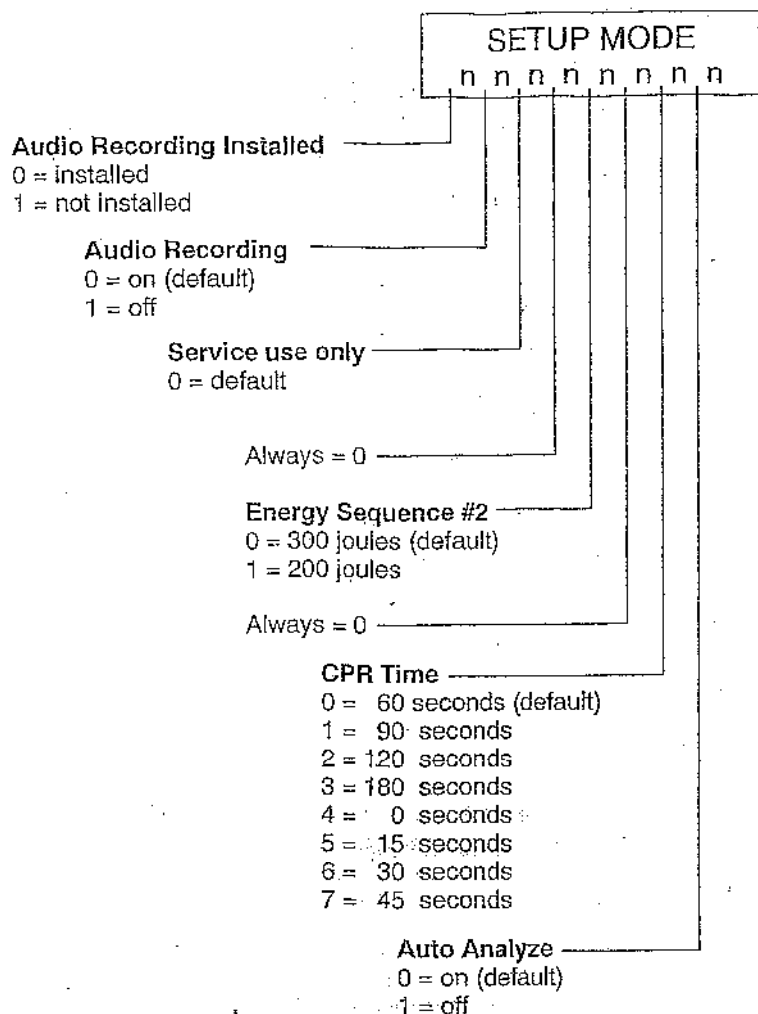 SETUP MODE
n n n n n n n n
Audio Recording Installed
0 = installed
1 = not installed
Audio Recording
0 = on (default)
1 = off
Service use only
0 = default
Always = 0
Energy Sequence #2
0 = 300 joules (default)
1 = 200 joules
Always = 0
CPR Time
0 = 60 seconds (default)
1 = 90 seconds
2 = 120 seconds
3 = 180 seconds
4 = 0 seconds
5 = 15 seconds
6 = 30 seconds
7 = 45 seconds
Auto Analyze
0 = on (default)
1 = off